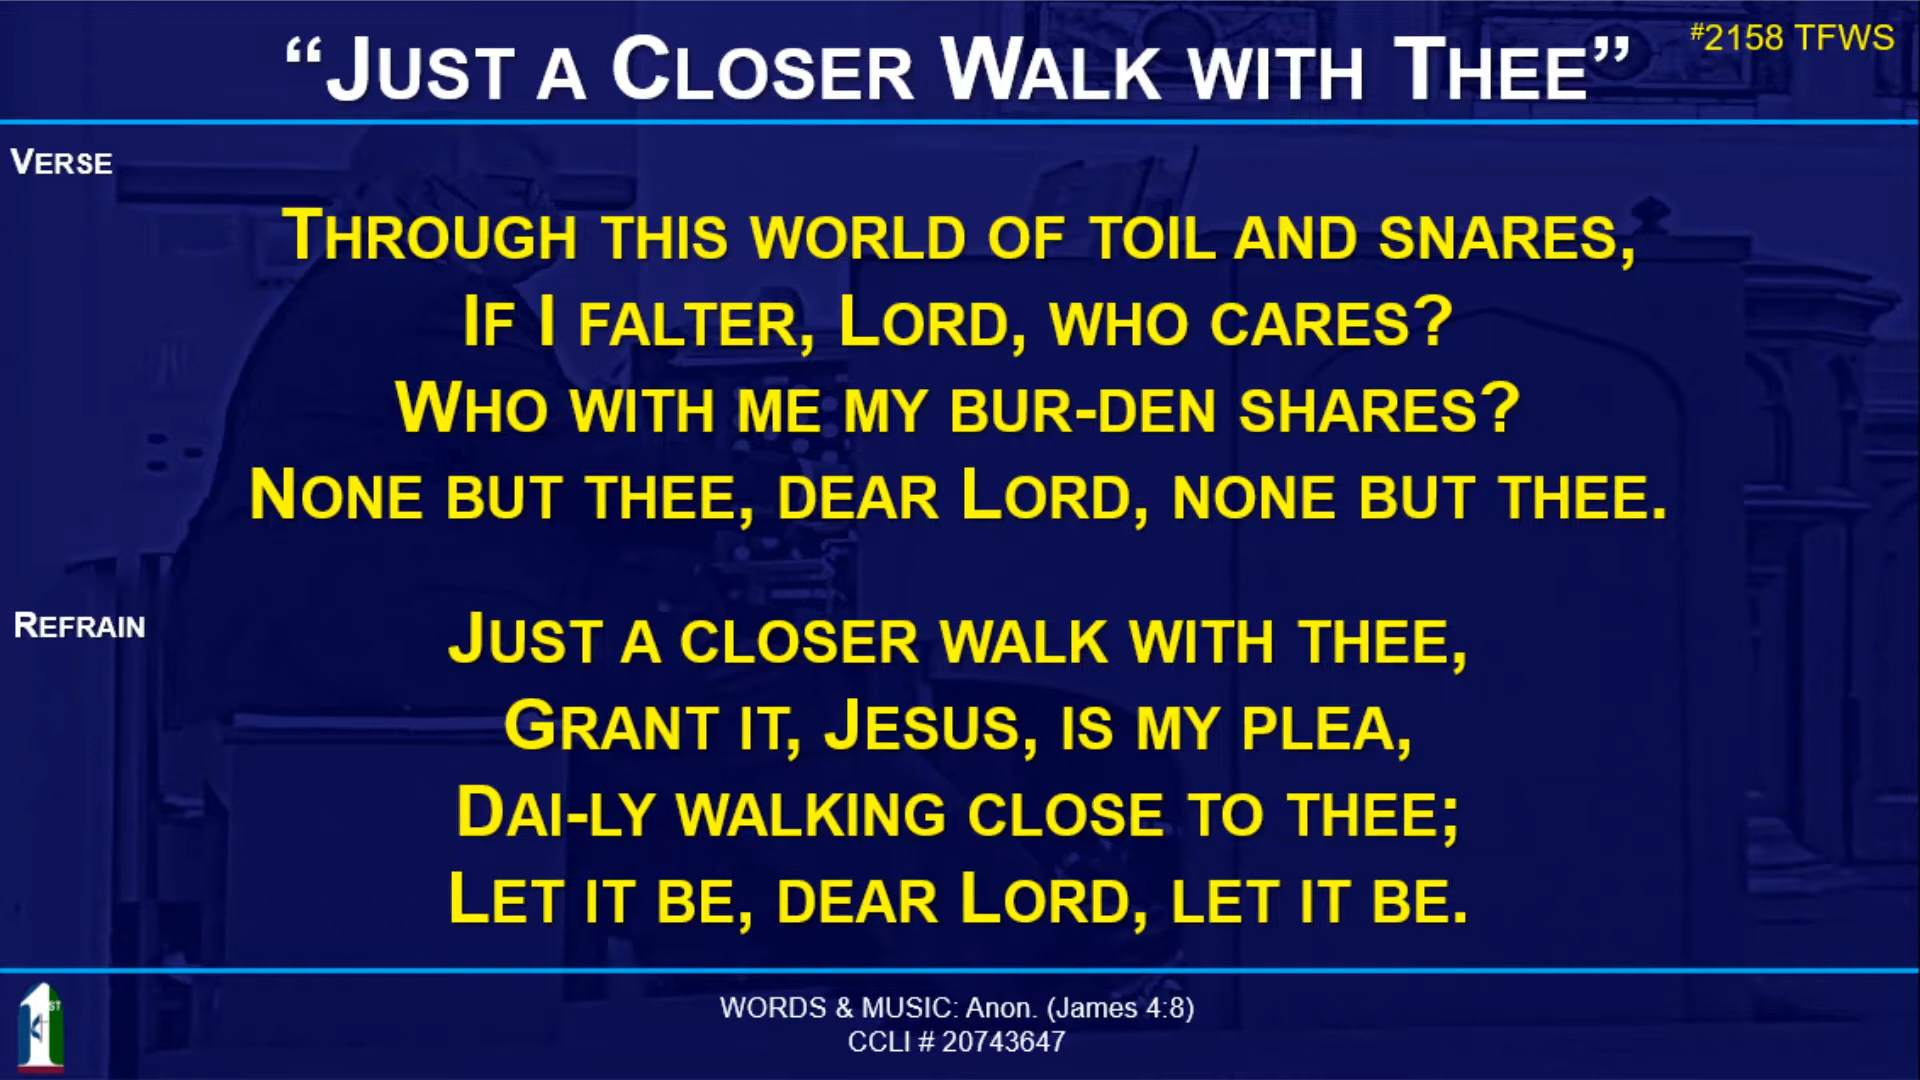 “Just a Closer Walk with Thee”
#2158 TFWS
Verse
Through this world of toil and snares,
If I falter, Lord, who cares?
Who with me my bur-den shares?
None but thee, dear Lord, none but thee.
Refrain
Just a closer walk with thee,
Grant it, Jesus, is my plea,
Dai-ly walking close to thee;
Let it be, dear Lord, let it be.
1ST
WORDS & MUSIC: Anon. (James 4:8)
CCLI # 20743647